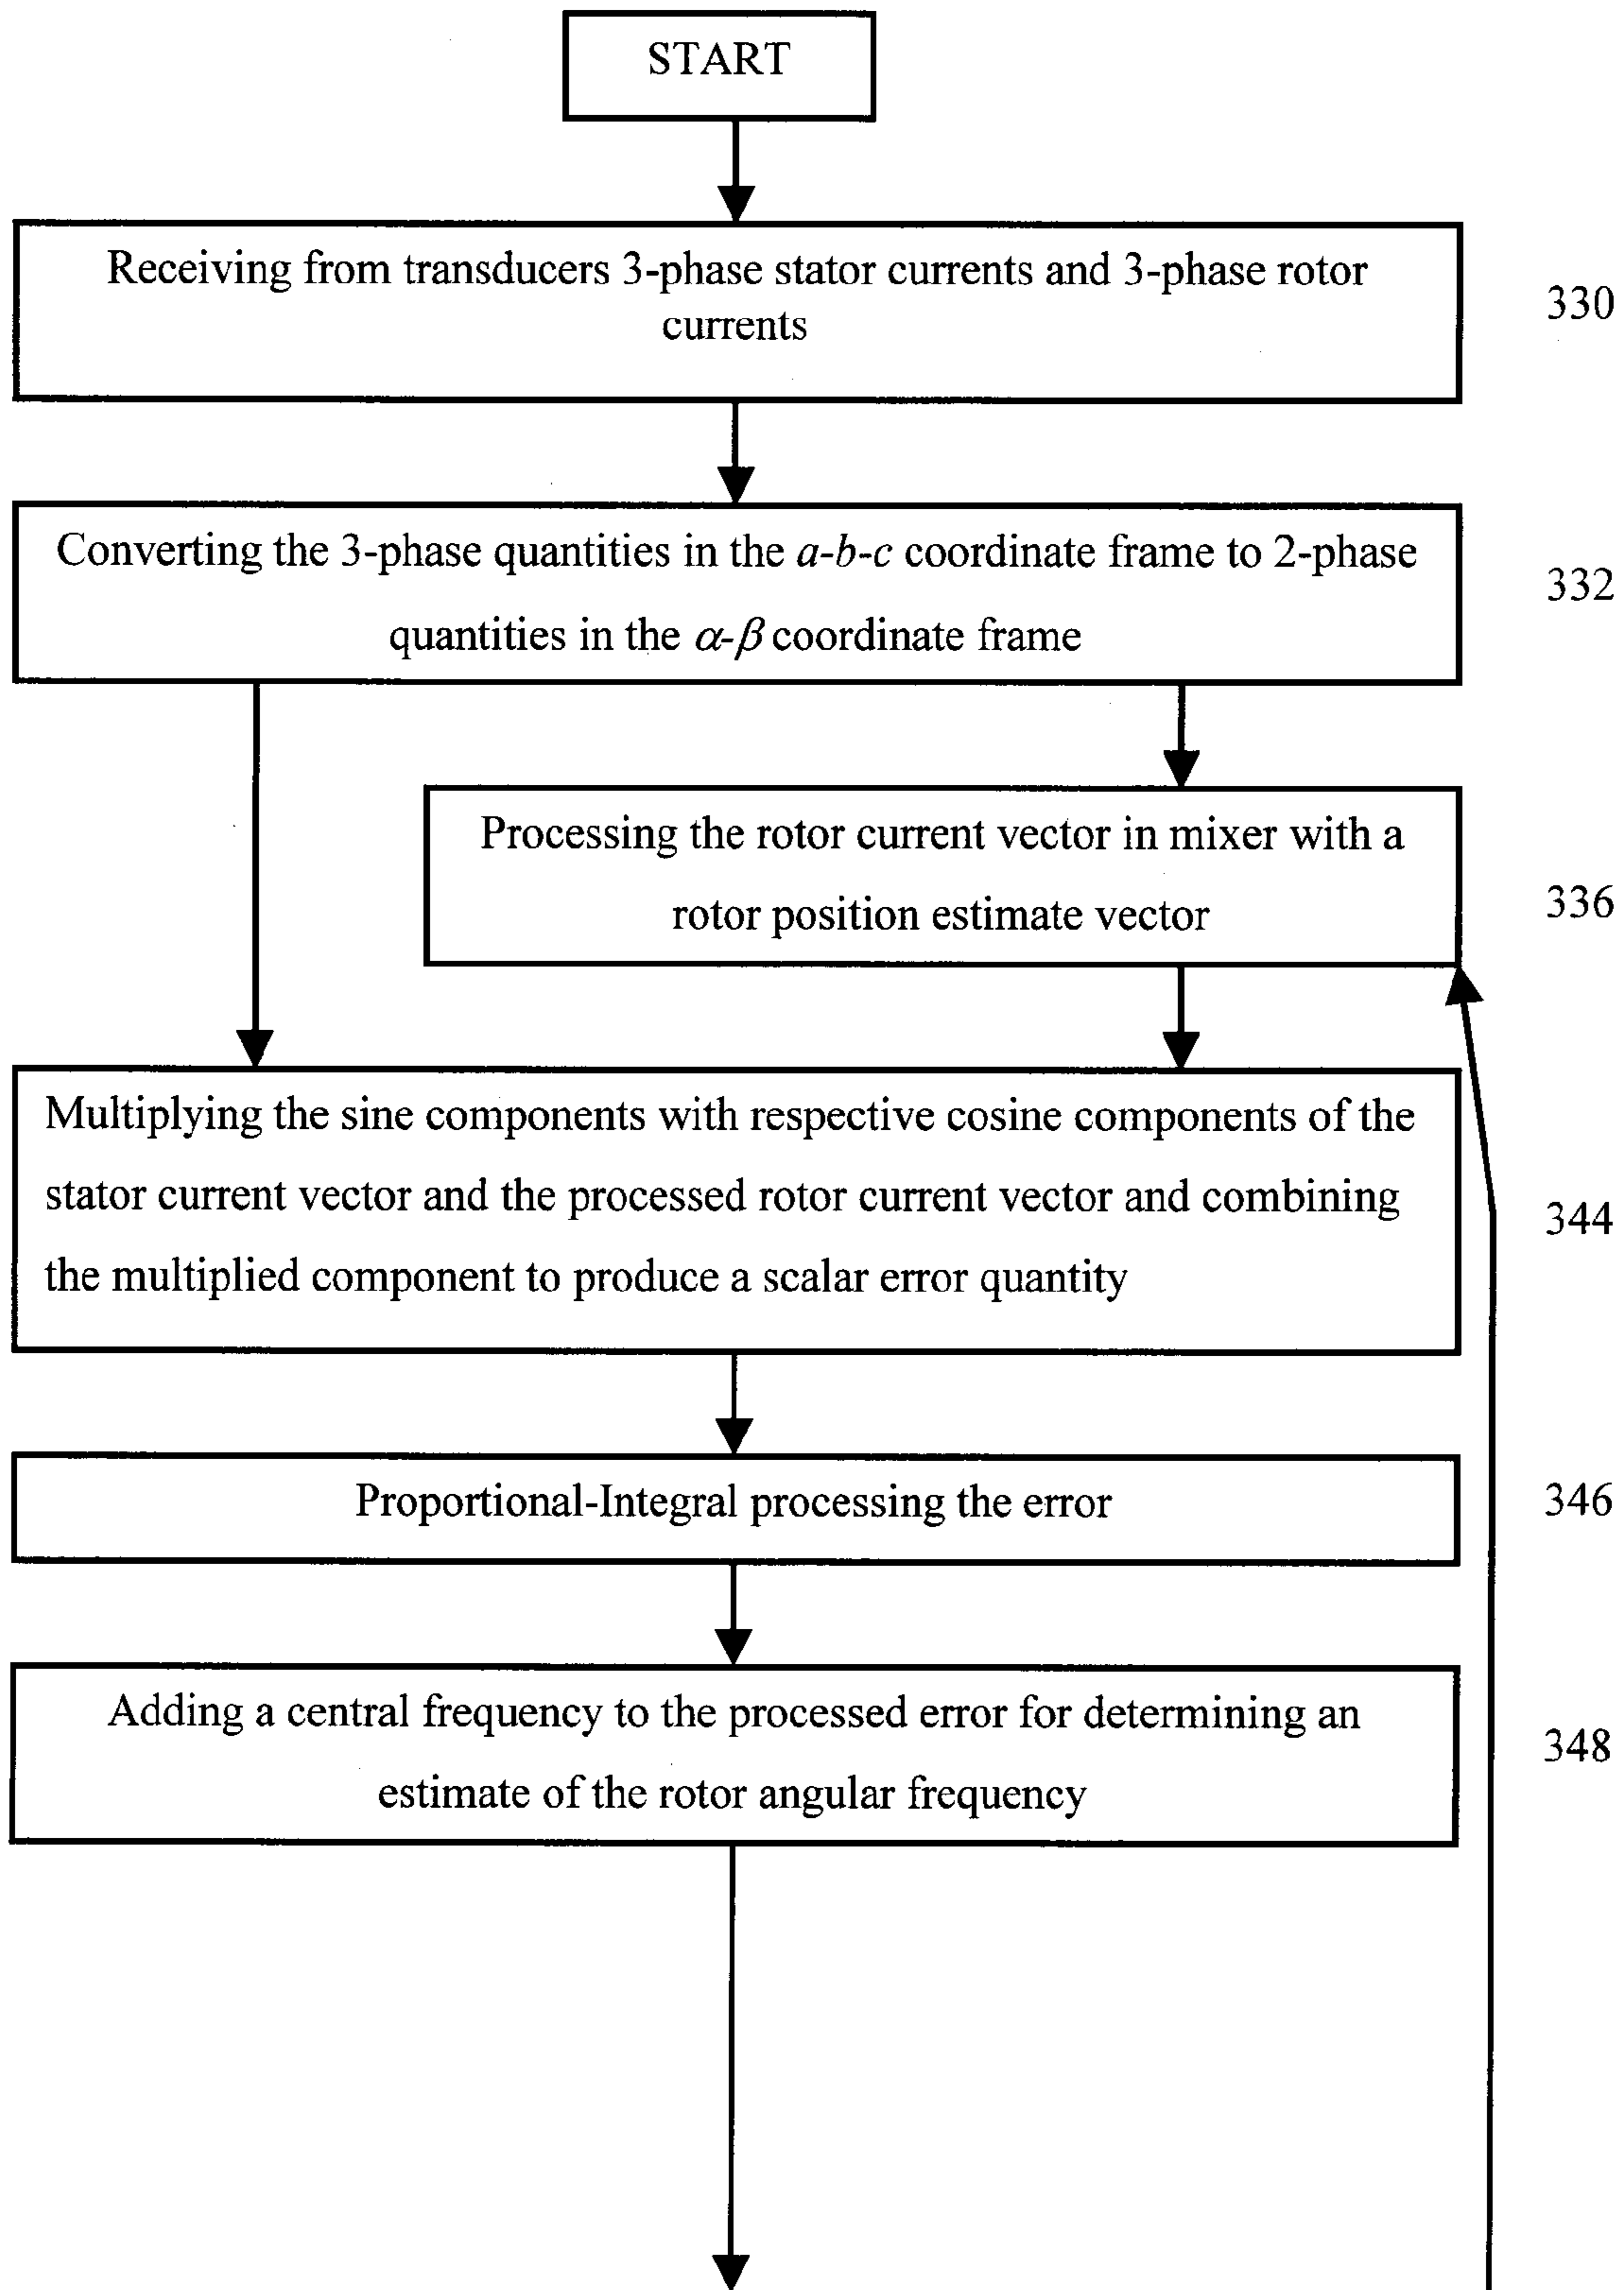 START
Receiving from transducers 3-phase stator currents and 3-phase rotor
currents
330
Converting the 3-phase quantities in the a-b-c coordinate frame to 2-phase
quantities in the α-β coordinate frame
332
Processing the rotor current vector in mixer with a
rotor position estimate vector
336
Multiplying the sine components with respective cosine components of the
stator current vector and the processed rotor current vector and combining
the multiplied component to produce a scalar error quantity
344
Proportional-Integral processing the error
346
Adding a central frequency to the processed error for determining an
estimate of the rotor angular frequency
348